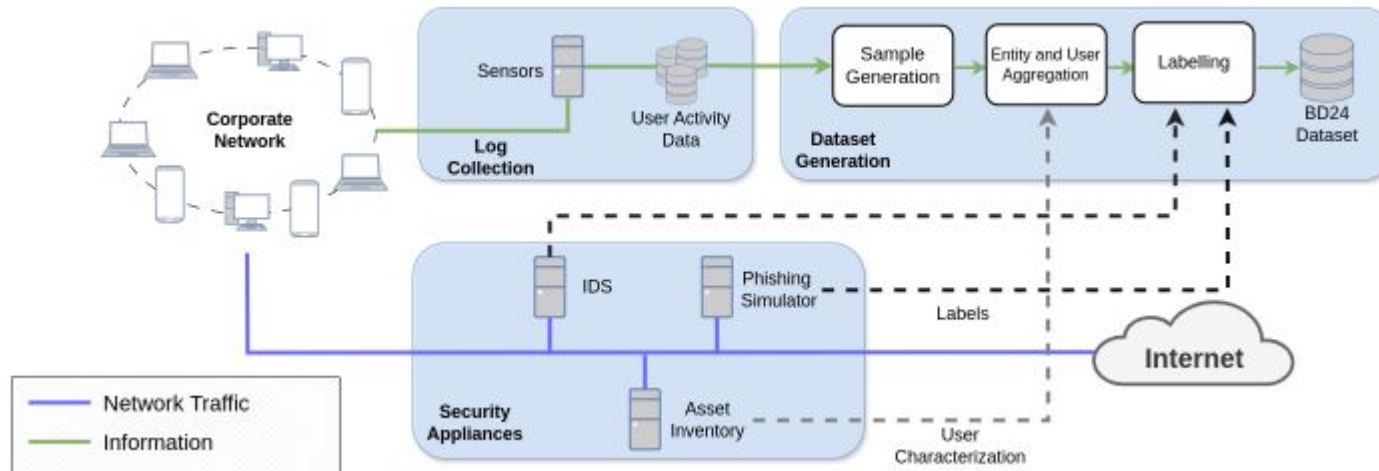 Corporate
Network
Sensors
User Activity
Data
Log
Collection
Sample
Generation
Entity and User
Aggregation
Labelling
BD24
Dataset
Dataset
Generation
IDS
Phishing
Simulator
Labels
Internet
Asset
Inventory
Security
Appliances
User
Characterization
Network Traffic
Information